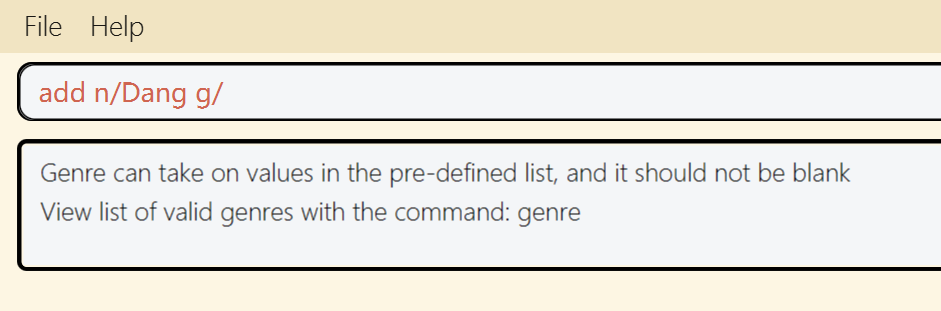 File Help
add n/Dang g/
Genre can take on values in the pre-defined list, and it should not be blank
View list of valid genres with the command: genre